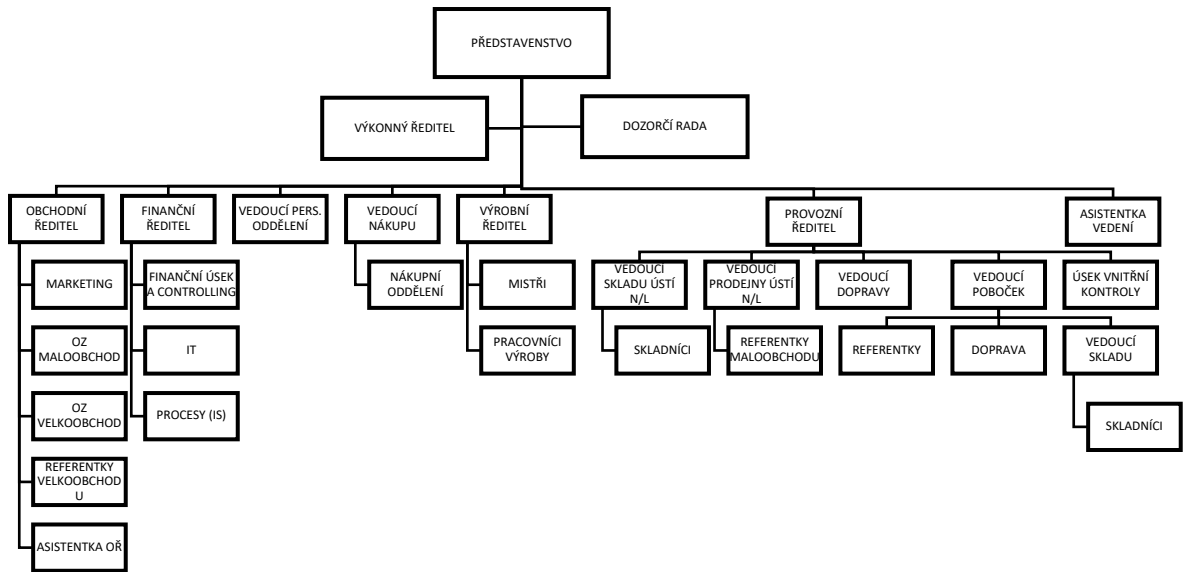 PŘEDSTAVENSTVO
VÝKONNÝ ŘEDITEL
DOZORČÍ RADA
OBCHODNÍ
ŘEDITEL
FINANČNÍ
ŘEDITEL
VEDOUCÍ PERS.
ODDĚLENÍ
VEDOUCÍ
NÁKUPU
VÝROBNÍ
ŘEDITEL
PROVOZNÍ
ŘEDITEL
ASISTENTKA
VEDENÍ
MARKETING
OZ
MALOOBCHOD
OZ
VELKOOBCHOD
REFERENTKY
VELKOOBCHOD
U
ASISTENTKA OŘ
FINANČNÍ ÚSEK
A CONTROLLING
IT
PROCESY (IS)
NÁKUPNÍ
ODDĚLENÍ
MISTŘI
PRACOVNÍCI
VÝROBY
VEDOUCÍ
SKLADU ÚSTÍ
N/L
SKLADNÍCI
VEDOUCÍ
PRODEJNY ÚSTÍ
N/L
REFERENTKY
MALOOBCHODU
VEDOUCÍ
DOPRAVY
VEDOUCÍ
POBOČEK
REFERENTKY
DOPRAVA
VEDOUCÍ
SKLADU
SKLADNÍCI
ÚSEK VNITŘNÍ
KONTROLY